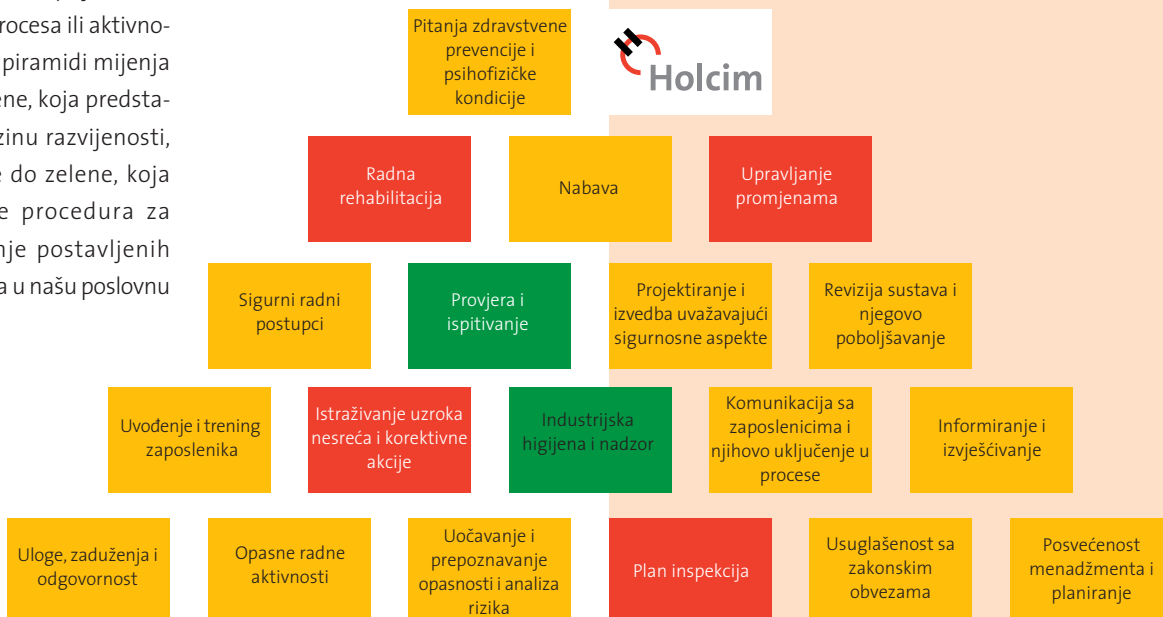 rocesa ili aktivno-
piramidi mijenja
ene, koja predsta-
zinu razvijenosti,
e do zelene, koja
e procedura za
nje postavljenih
a u našu poslovnu
Pitanja zdravstvene
prevencije i
psihofizičke
kondicije
Holcim
Radna
rehabilitacija
Nabava
Upravljanje
promjenama
Sigurni radni
postupci
Provjera i
ispitivanje
Projektiranje i
izvedba uvažavajući
sigurnosne aspekte
Revizija sustava i
njegovo
poboljšavanje
Uvođenje i trening
zaposlenika
Istraživanje uzroka
nesreća i korektivne
akcije
Industrijska
higijena i nadzor
Komunikacija sa
zaposlenicima i
njihovo uključenje u
procese
Informiranje i
izvješćivanje
Uloge, zaduženja i
odgovornost
Opasne radne
aktivnosti
Uočavanje i
prepoznavanje
opasnosti i analiza
rizika
Plan inspekcija
Usuglašenost sa
zakonskim
obvezama
Posvećenost
menadžmenta i
planiranje